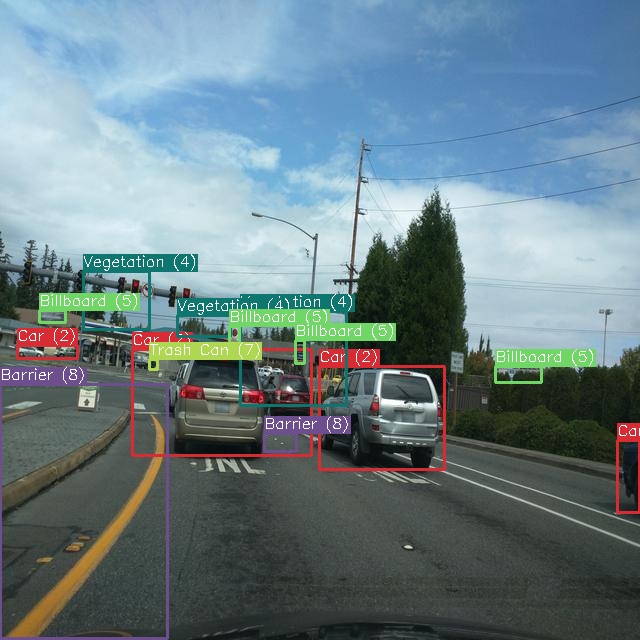 Vegetation (4)
Vegetation (4)
tion (4)
Billboard (5)
Billboard (5)
Billboard (5)
Car (2)
Car (2)
Trash Can (7)
Car (2)
Billboard (5)
Barrier (8)
Barrier (8)
Car